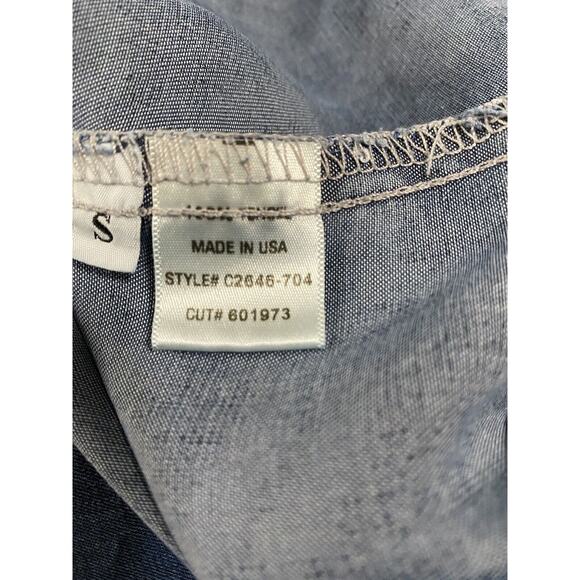 S
MADE IN USA
STYLE# C2646-704
CUT# 601973